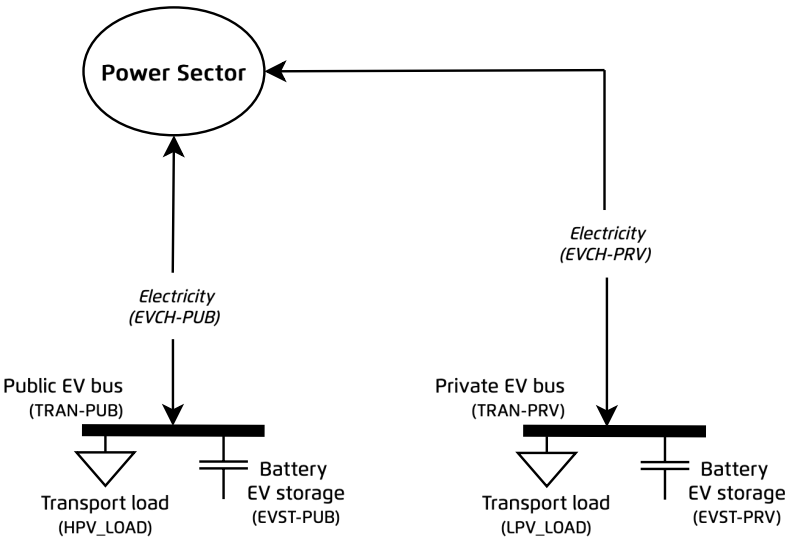 Power Sector
Electricity
(EVCH-PRV)
Electricity
(EVCH-PUB)
Public EV bus
(TRAN-PUB)
Private EV bus
(TRAN-PRV)
Battery
EV storage
(EVST-PUB)
Transport load
(HPV_LOAD)
Battery
EV storage
(EVST-PRV)
Transport load
(LPV_LOAD)